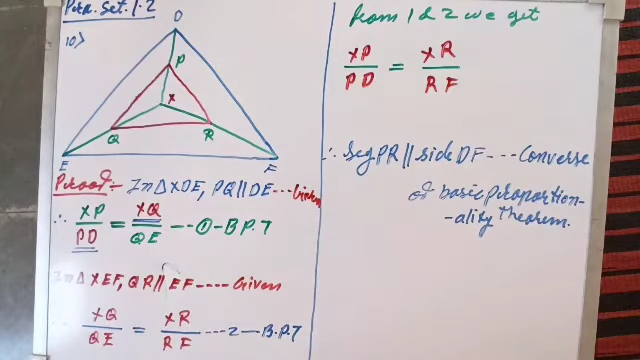 Pra. Set. 1.2
10)
D
P
X
Q
R
E
F
Proof:- In Δ XDE, PQ || DE --- Given
∴ XP/PD = XQ/QE --- ① - B.P.T
In Δ XEF, QR || EF ---- Given
∴ XQ/QE = XR/RF --- 2 - B.P.T
from 1 & 2 we get
XP/PD = XR/RF
∴ seg PR || side DF --- Converse
of basic proportion-
-ality theorem.